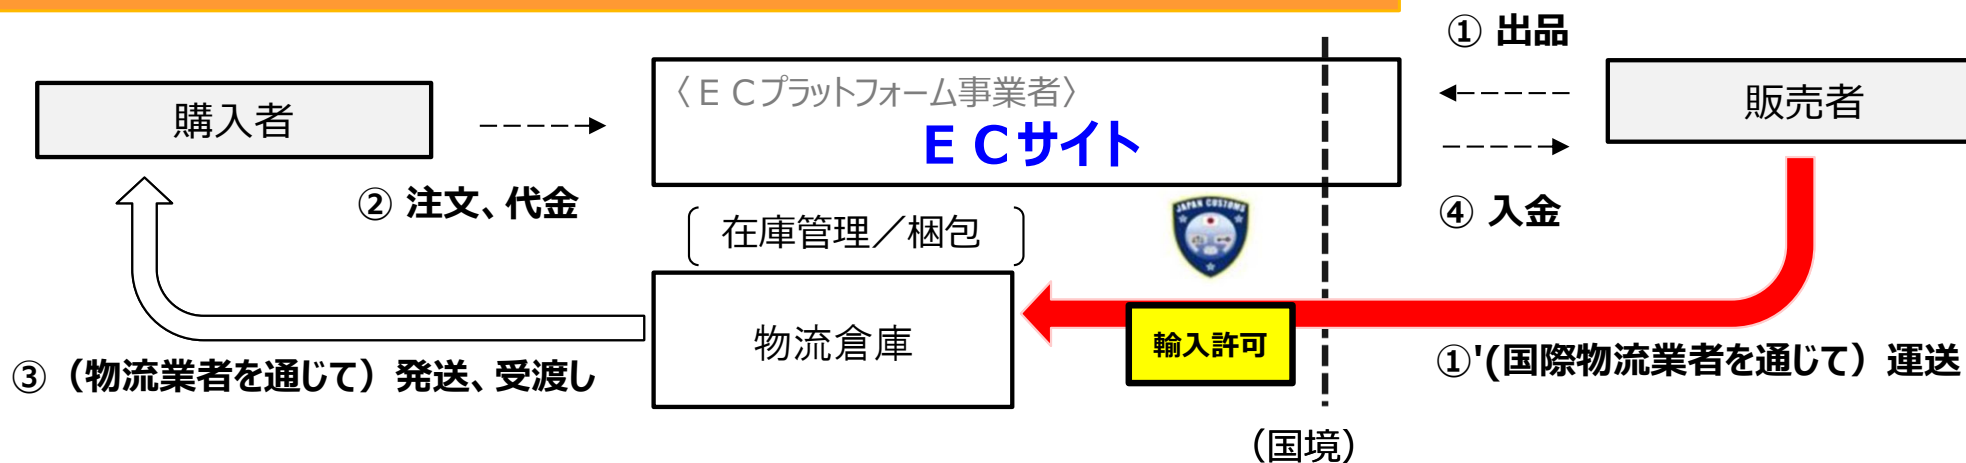 ① 出品
〈ＥＣプラットフォーム事業者〉
購入者
ＥＣサイト
販売者
② 注文、代金
④ 入金
在庫管理／梱包
JAPAN CUSTOMS
物流倉庫
輸入許可
①'(国際物流業者を通じて）運送
③（物流業者を通じて）発送、受渡し
（国境）